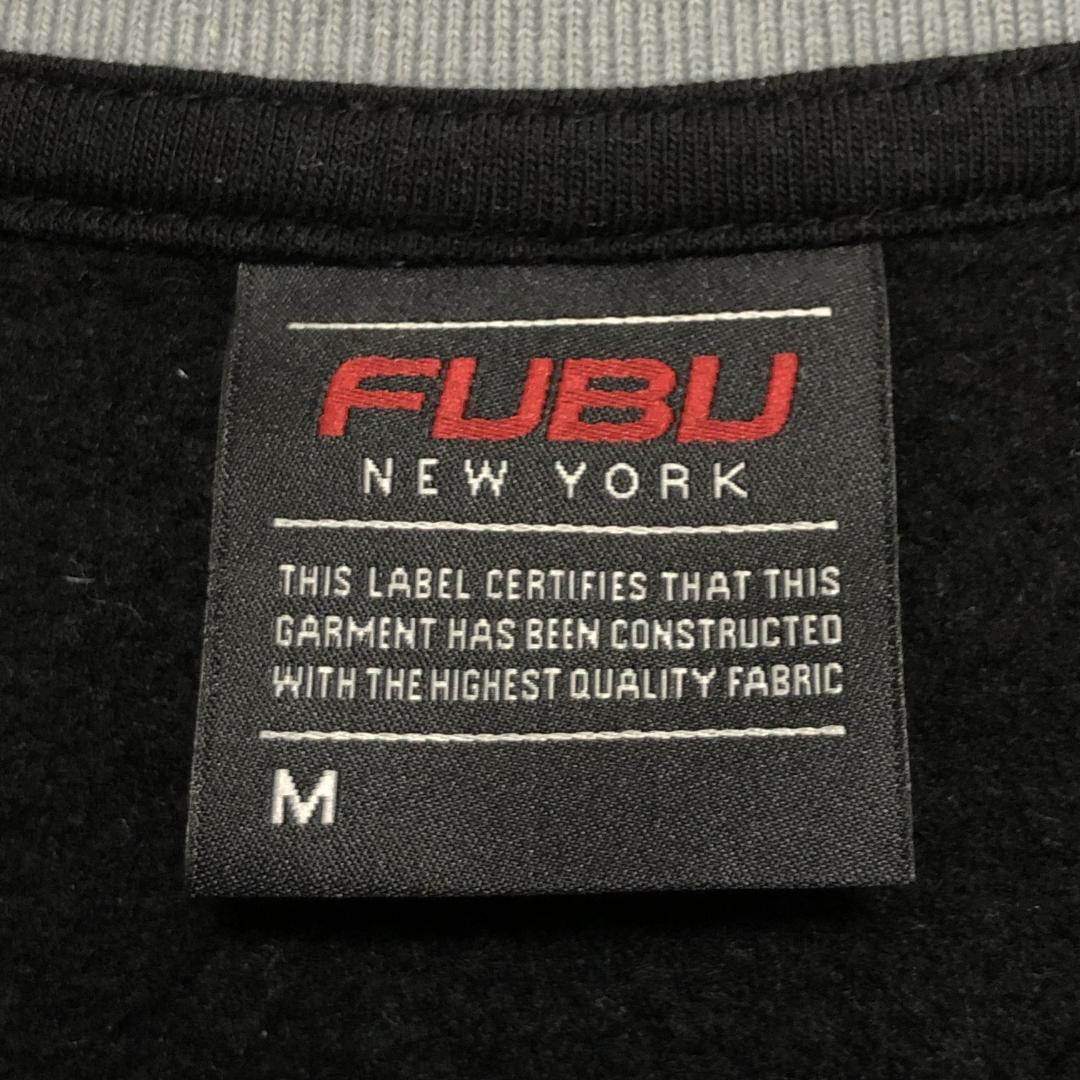 FUBU
NEW YORK
THIS LABEL CERTIFIES THAT THIS
GARMENT HAS BEEN CONSTRUCTED
WITH THE HIGHEST QUALITY FABRIC
M